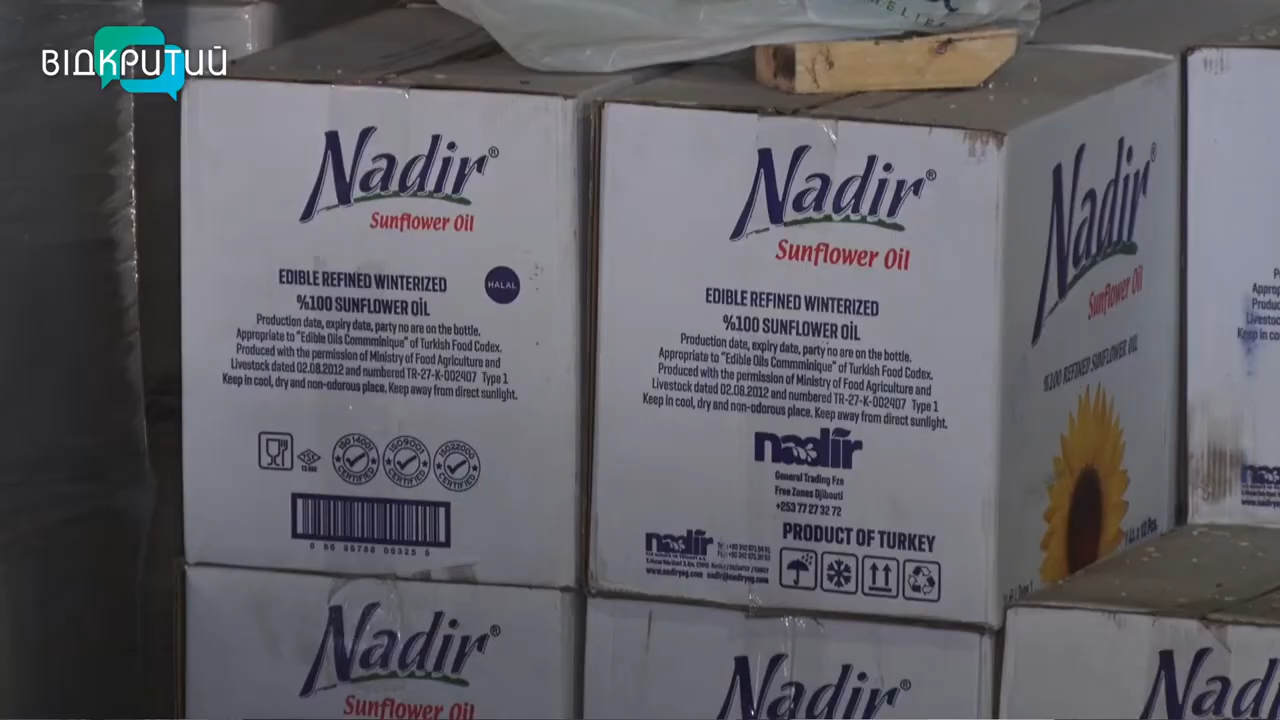 ВІДКРИТИЙ
Nadir®
Sunflower Oil
EDIBLE REFINED WINTERIZED
%100 SUNFLOWER OİL
Production date, expiry date, party no are on the bottle.
Appropriate to "Edible Oils Commminique" of Turkish Food Codex.
Produced with the permission of Ministry of Food Agriculture and
Livestock dated 02.08.2012 and numbered TR-27-K-002407 Type 1
Keep in cool, dry and non-odorous place. Keep away from direct sunlight.
HALAL
ISO 14001 CERTIFIED
ISO 9001 CERTIFIED
ISO 22000 CERTIFIED
Nadir®
Sunflower Oil
EDIBLE REFINED WINTERIZED
%100 SUNFLOWER OİL
Production date, expiry date, party no are on the bottle.
Appropriate to "Edible Oils Commminique" of Turkish Food Codex.
Produced with the permission of Ministry of Food Agriculture and
Livestock dated 02.08.2012 and numbered TR-27-K-002407 Type 1
Keep in cool, dry and non-odorous place. Keep away from direct sunlight.
nadir
General Trading Fze
Free Zones Djibouti
+253 77 27 32 72
PRODUCT OF TURKEY
nadir
www.nadiryag.com nadir@nadiryag.com
Nadir®
Sunflower Oil
%100 REFINED SUNFLOWER OIL
Nadir®
Sunflower Oil
Nadir®